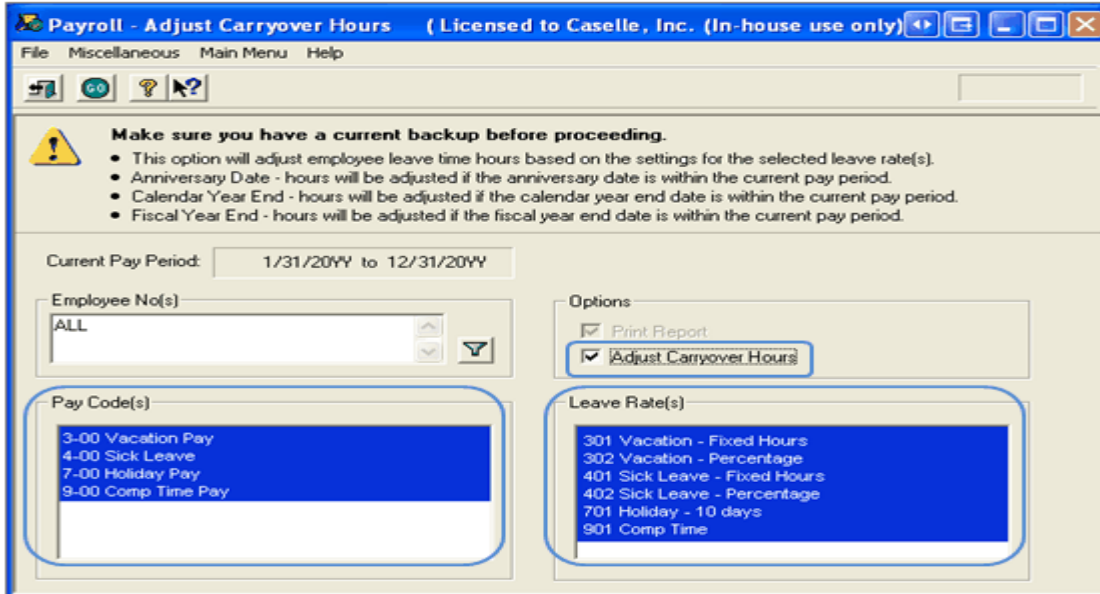 Payroll - Adjust Carryover Hours (Licensed to Caselle, Inc. (In-house use only)
File Miscellaneous Main Menu Help
GO ? ?
Make sure you have a current backup before proceeding.
• This option will adjust employee leave time hours based on the settings for the selected leave rate(s).
• Anniversary Date - hours will be adjusted if the anniversary date is within the current pay period.
• Calendar Year End - hours will be adjusted if the calendar year end date is within the current pay period.
• Fiscal Year End - hours will be adjusted if the fiscal year end date is within the current pay period.
Current Pay Period: 1/31/20YY to 12/31/20YY
Employee No(s)
ALL
Options
Print Report
Adjust Carryover Hours
Pay Code(s)
3-00 Vacation Pay
4-00 Sick Leave
7-00 Holiday Pay
9-00 Comp Time Pay
Leave Rate(s)
301 Vacation - Fixed Hours
302 Vacation - Percentage
401 Sick Leave - Fixed Hours
402 Sick Leave - Percentage
701 Holiday - 10 days
901 Comp Time